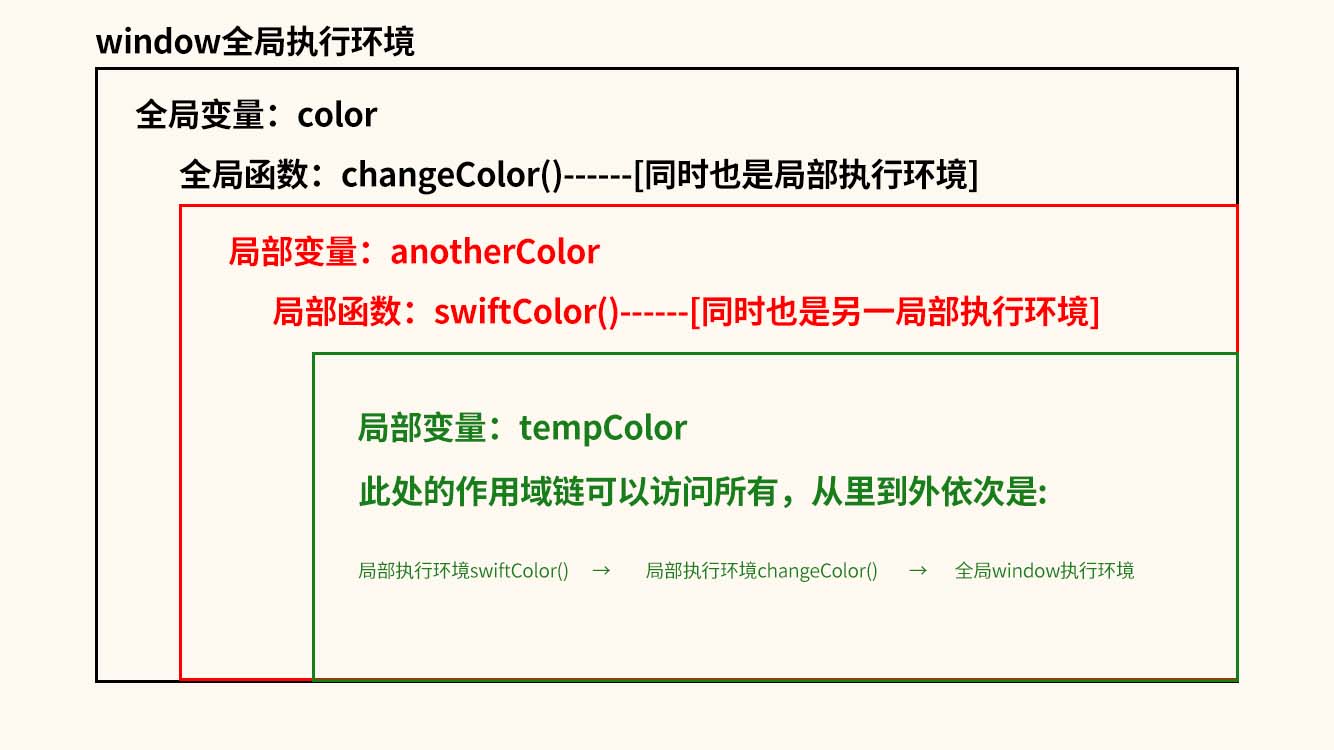 window全局执行环境
全局变量：color
全局函数：changeColor()------[同时也是局部执行环境]
局部变量：anotherColor
局部函数：swiftColor()------[同时也是另一局部执行环境]
局部变量：tempColor
此处的作用域链可以访问所有，从里到外依次是:
局部执行环境swiftColor() → 局部执行环境changeColor() → 全局window执行环境